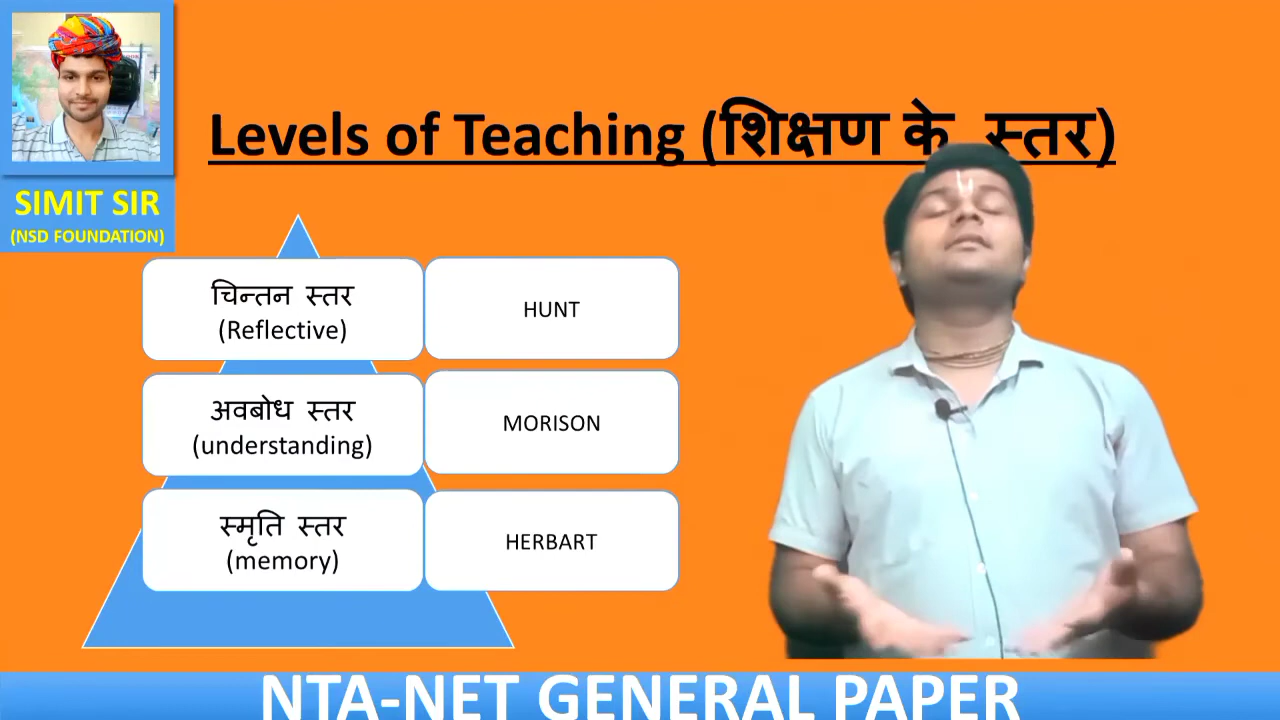 SIMIT SIR
(NSD FOUNDATION)
Levels of Teaching (शिक्षण के स्तर)
चिन्तन स्तर
(Reflective)
HUNT
अवबोध स्तर
(understanding)
MORISON
स्मृति स्तर
(memory)
HERBART
NTA-NET GENERAL PAPER